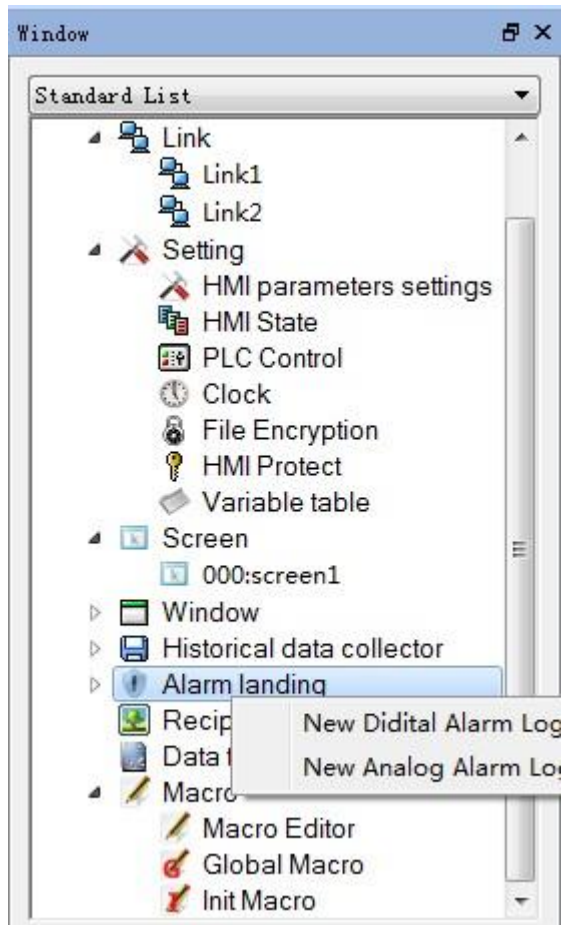 Window
Standard List
Link
Link1
Link2
Setting
HMI parameters settings
HMI State
PLC Control
Clock
File Encryption
HMI Protect
Variable table
Screen
000:screen1
Window
Historical data collector
Alarm landing
Recip
New Didital Alarm Log
Data
New Analog Alarm Log
Macro
Macro Editor
Global Macro
Init Macro